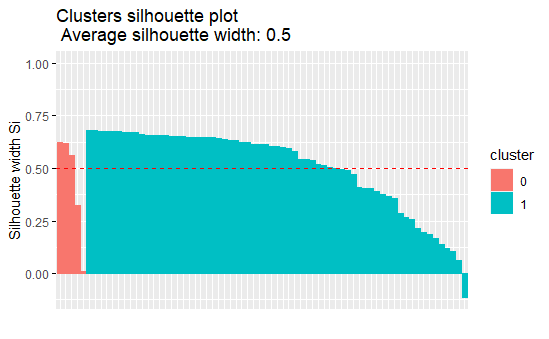 Clusters silhouette plot
Average silhouette width: 0.5
1.00
0.75
0.50
0.25
0.00
Silhouette width Si
cluster
0
1